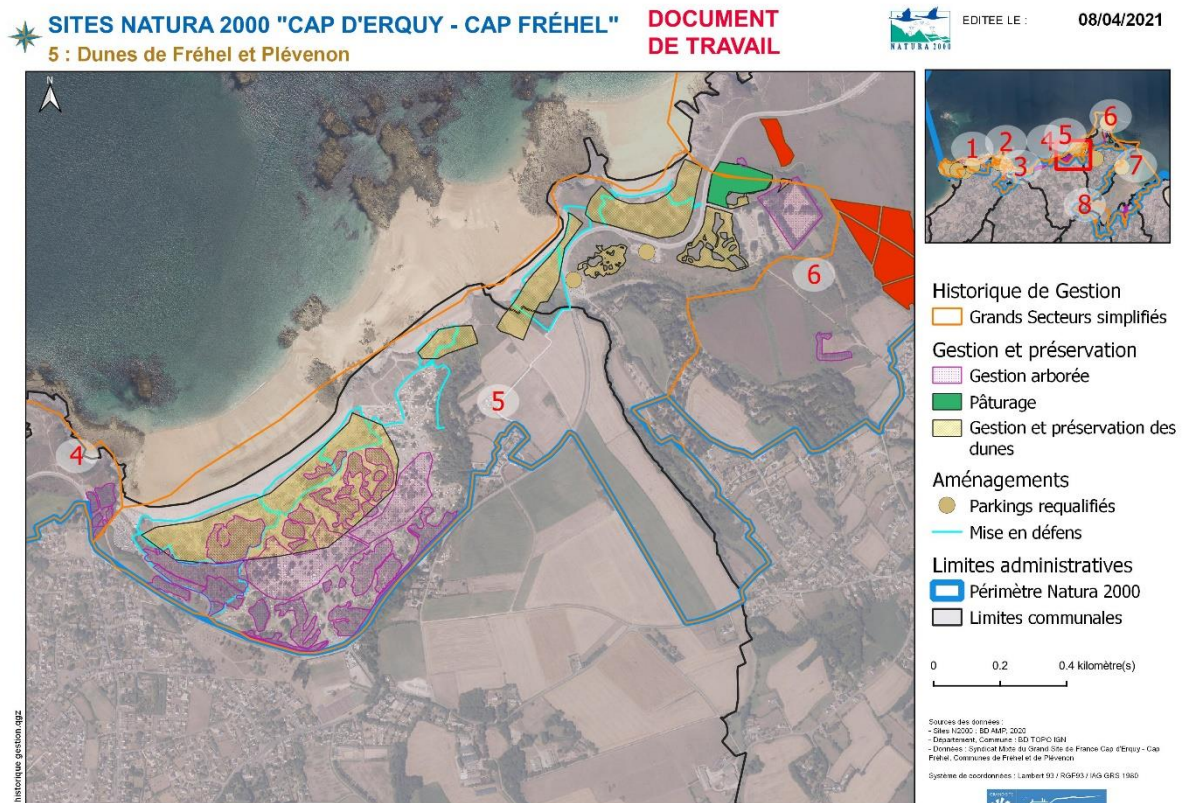 SITES NATURA 2000 "CAP D'ERQUY - CAP FRÉHEL"
5 : Dunes de Fréhel et Plévenon
DOCUMENT
DE TRAVAIL
NATURA 2000
EDITEE LE :
08/04/2021
N
4
5
6
1
2
3
4
5
6
7
8
Historique de Gestion
Grands Secteurs simplifiés
Gestion et préservation
Gestion arborée
Pâturage
Gestion et préservation des
dunes
Aménagements
Parkings requalifiés
Mise en défens
Limites administratives
Périmètre Natura 2000
Limites communales
0 0.2 0.4 kilomètre(s)
Sources des données :
- Sites N2000 : BD AMP, 2020
- Département, Commune : BD TOPO IGN
- Données : Syndicat Mixte du Grand Site de France Cap d'Erquy - Cap
Fréhel, Communes de Fréhel et de Plévenon
Système de coordonnées : Lambert 93 / RGF93 / IAG GRS 1980
historique gestion.qgz